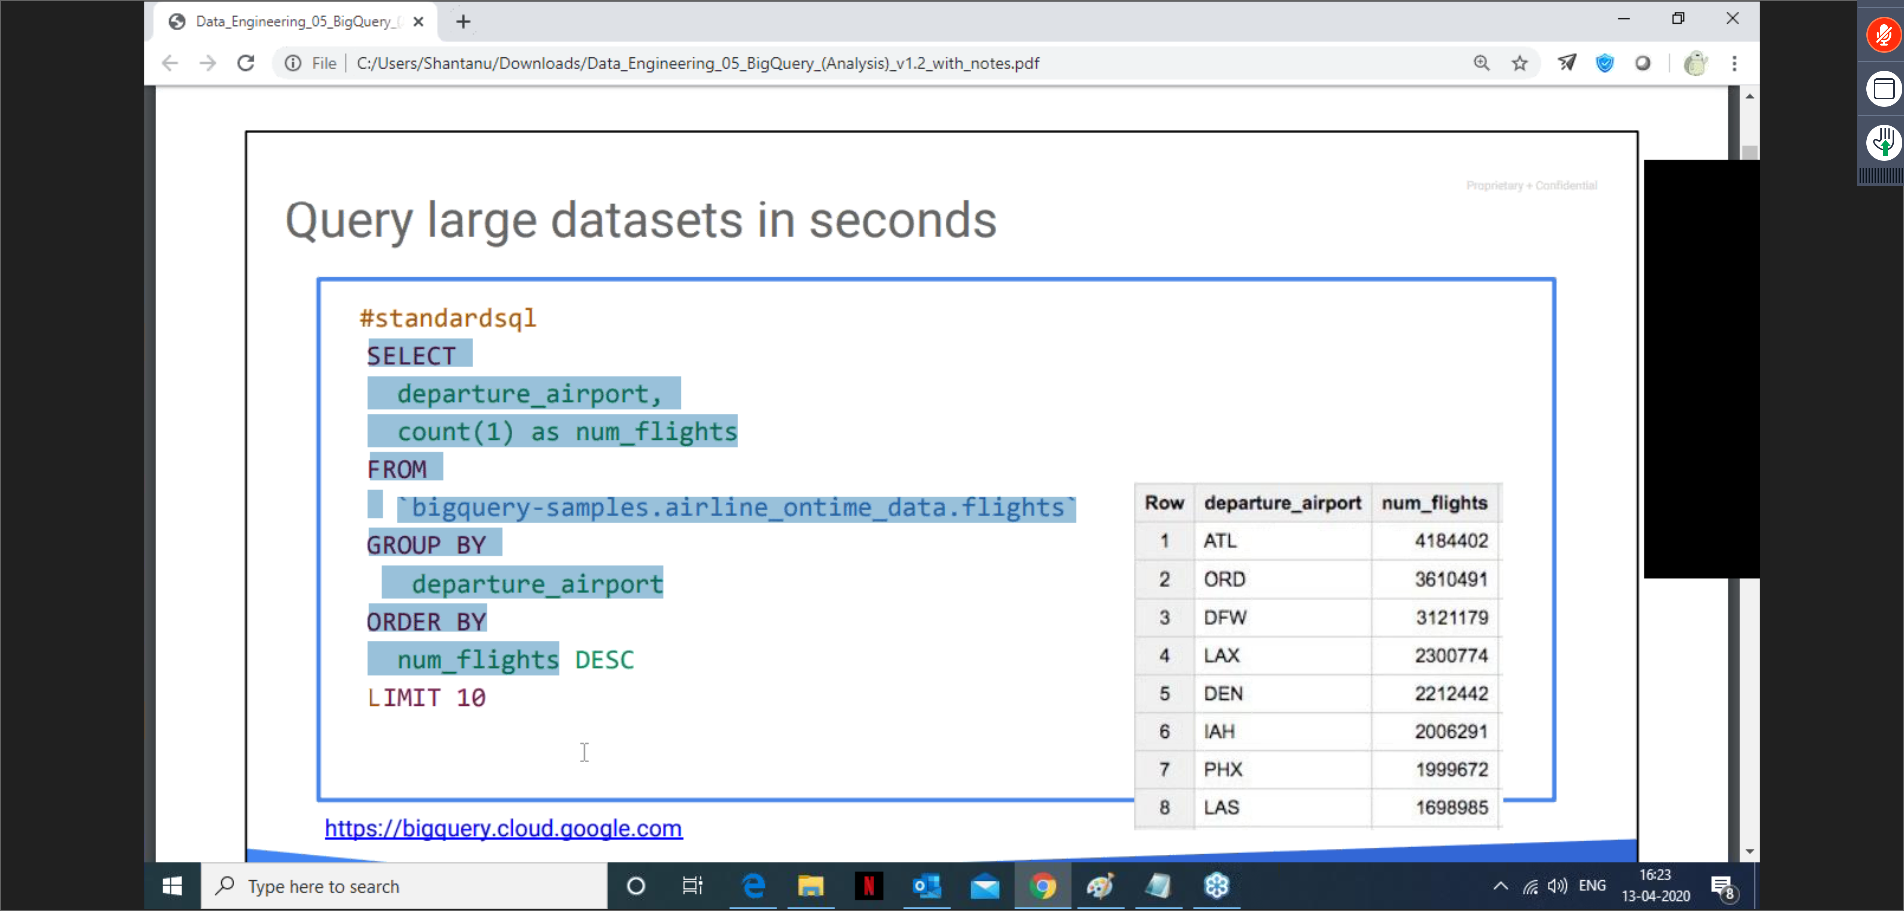 Data_Engineering_05_BigQuery_(
File
C:/Users/Shantanu/Downloads/Data_Engineering_05_BigQuery_(Analysis)_v1.2_with_notes.pdf
Proprietary + Confidential
Query large datasets in seconds
#standardsql
SELECT
departure_airport,
count(1) as num_flights
FROM
`bigquery-samples.airline_ontime_data.flights`
GROUP BY
departure_airport
ORDER BY
num_flights DESC
LIMIT 10
Row departure_airport num_flights
1 ATL 4184402
2 ORD 3610491
3 DFW 3121179
4 LAX 2300774
5 DEN 2212442
6 IAH 2006291
7 PHX 1999672
8 LAS 1698985
https://bigquery.cloud.google.com
Type here to search
N
ENG
16:23
13-04-2020
8